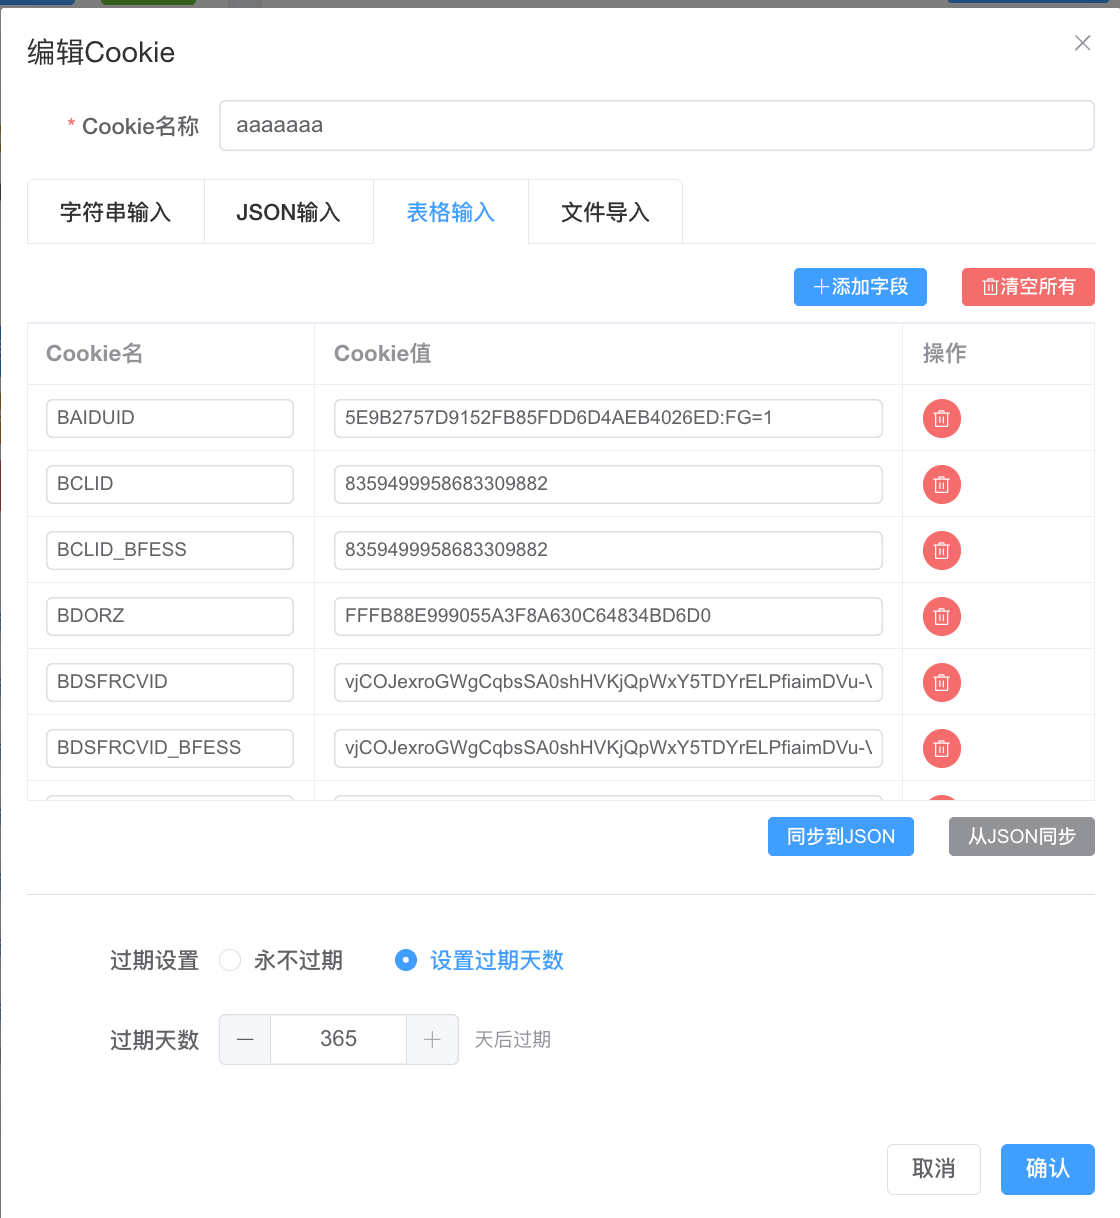 编辑Cookie
* Cookie名称 aaaaaaa
字符串输入 JSON输入 表格输入 文件导入
添加字段 清空所有
Cookie名 Cookie值 操作
BAIDUID 5E9B2757D9152FB85FDD6D4AEB4026ED:FG=1
BCLID 8359499958683309882
BCLID_BFESS 8359499958683309882
BDORZ FFFB88E999055A3F8A630C64834BD6D0
BDSFRCVID vjCOJexroGWgCqbsSA0shHVKjQpWxY5TDYrELPfiaimDVu-\
BDSFRCVID_BFESS vjCOJexroGWgCqbsSA0shHVKjQpWxY5TDYrELPfiaimDVu-\
同步到JSON 从JSON同步
过期设置 永不过期 设置过期天数
过期天数 365 天后过期
取消 确认